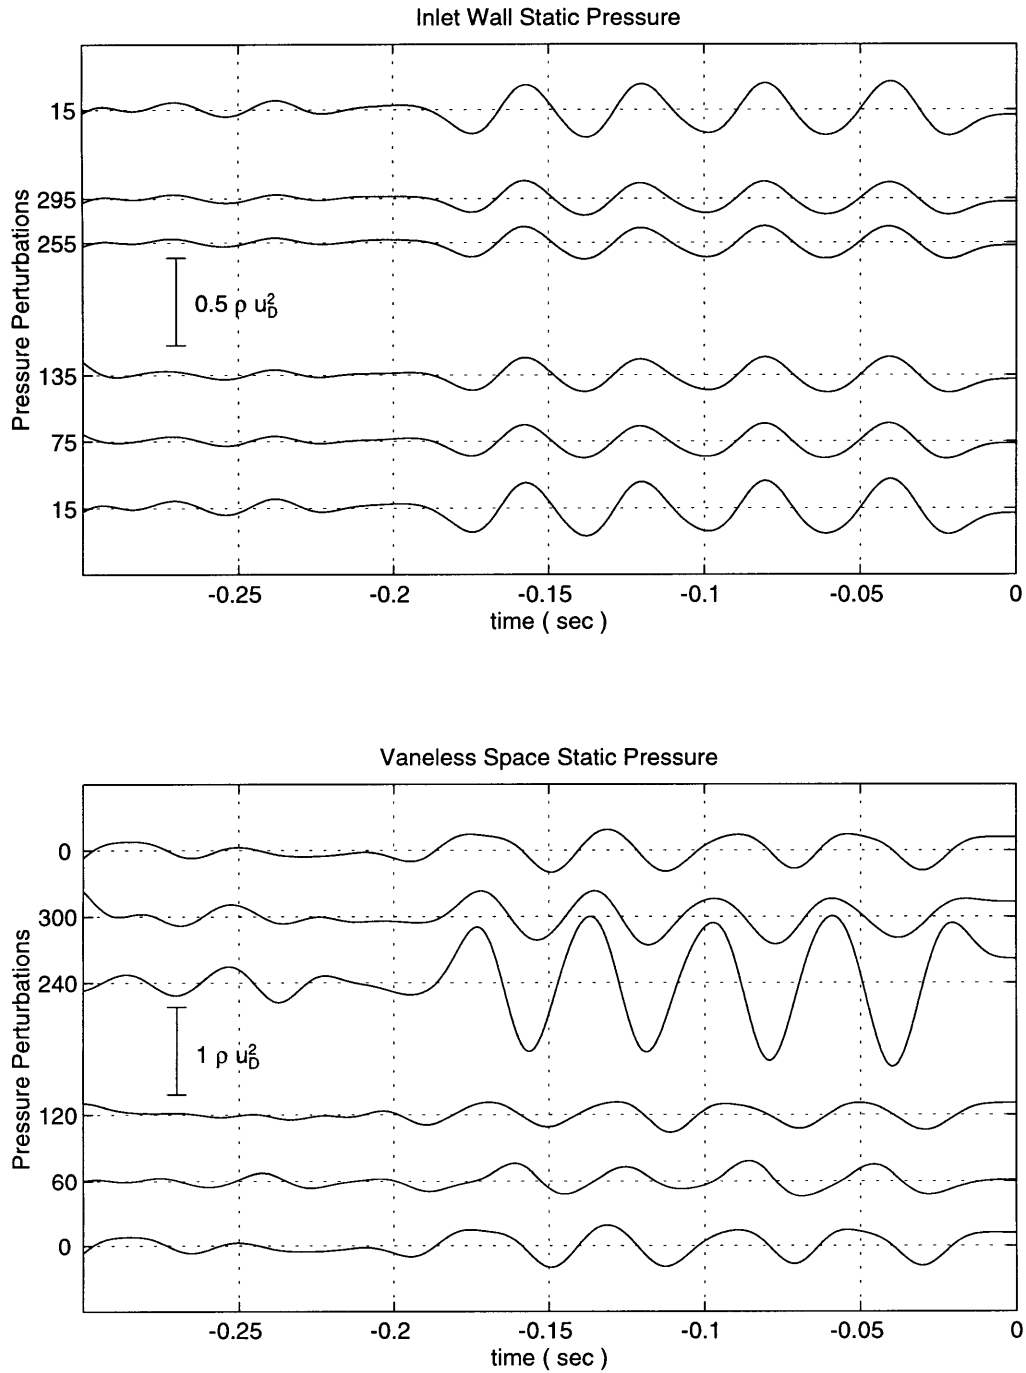 Inlet Wall Static Pressure
Pressure Perturbations
15
295
255
0.5 ρ u_D^2
135
75
15
-0.25 -0.2 -0.15 -0.1 -0.05 0
time ( sec )
Vaneless Space Static Pressure
Pressure Perturbations
0
300
240
1 ρ u_D^2
120
60
0
-0.25 -0.2 -0.15 -0.1 -0.05 0
time ( sec )